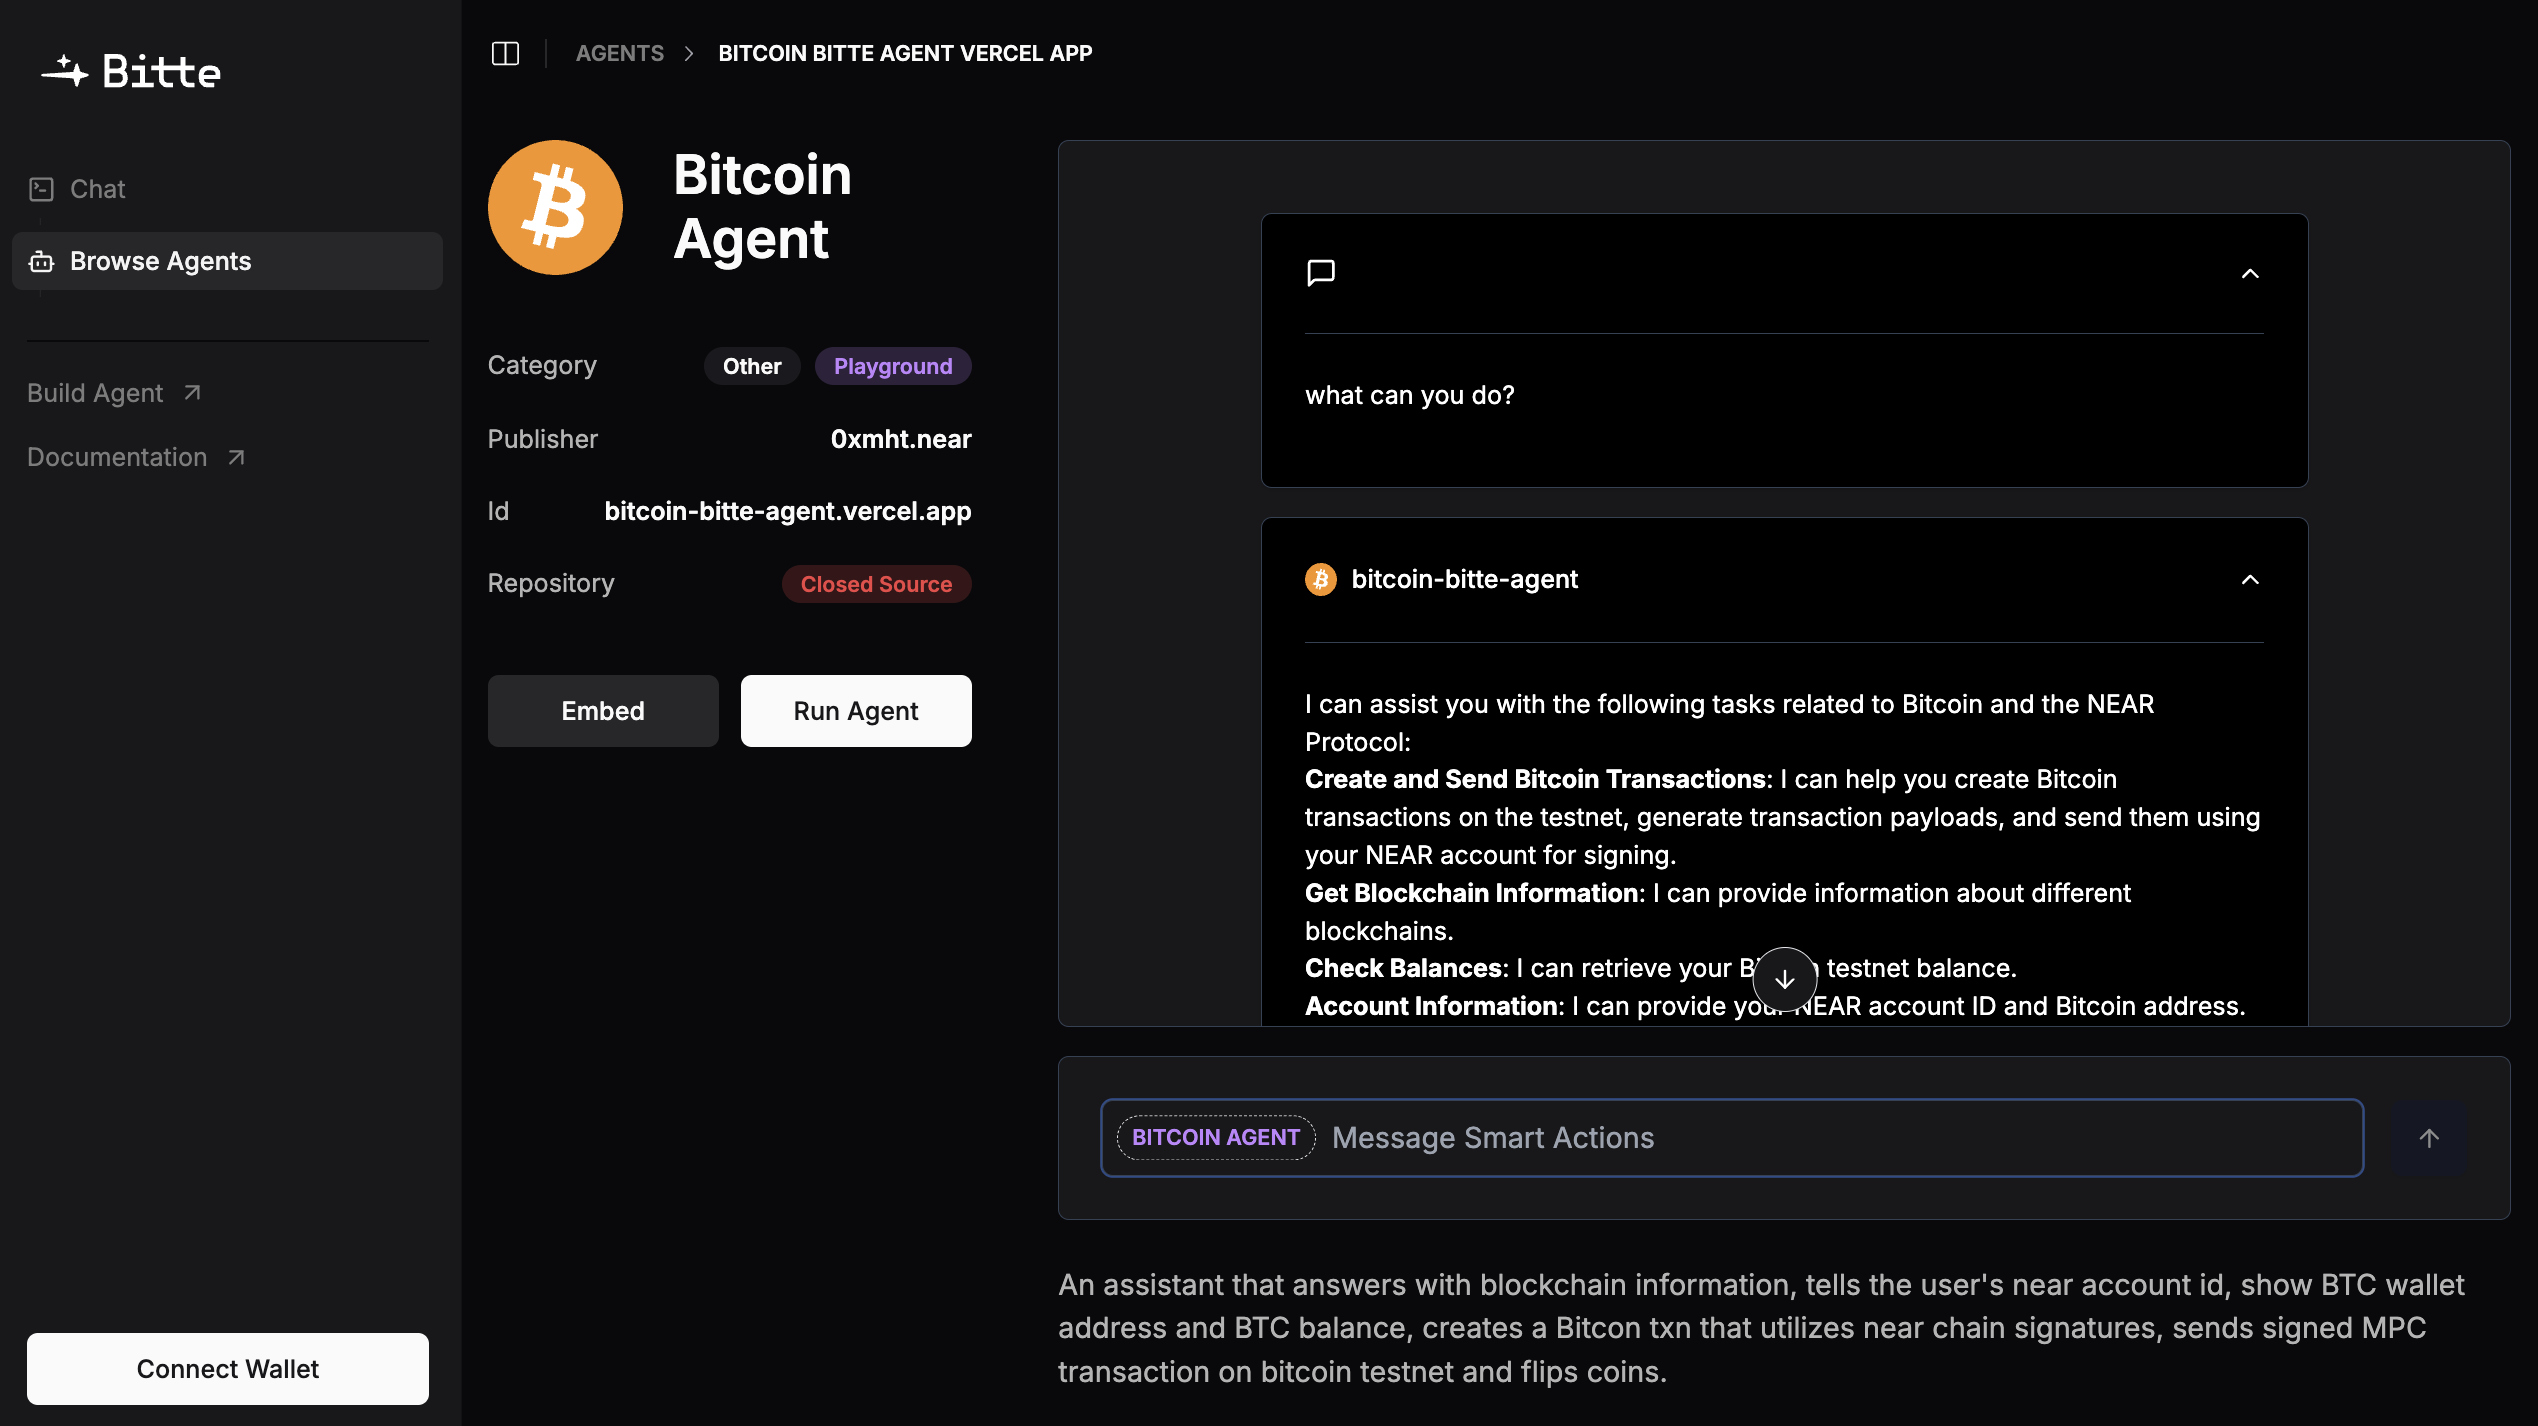 Bitte
Chat
Browse Agents
Build Agent
Documentation
Connect Wallet
AGENTS > BITCOIN BITTE AGENT VERCEL APP
Bitcoin
Agent
Category Other Playground
Publisher 0xmht.near
Id bitcoin-bitte-agent.vercel.app
Repository Closed Source
Embed Run Agent
what can you do?
bitcoin-bitte-agent
I can assist you with the following tasks related to Bitcoin and the NEAR
Protocol:
Create and Send Bitcoin Transactions: I can help you create Bitcoin
transactions on the testnet, generate transaction payloads, and send them using
your NEAR account for signing.
Get Blockchain Information: I can provide information about different
blockchains.
Check Balances: I can retrieve your testnet balance.
Account Information: I can provide your NEAR account ID and Bitcoin address.
BITCOIN AGENT Message Smart Actions
An assistant that answers with blockchain information, tells the user's near account id, show BTC wallet
address and BTC balance, creates a Bitcon txn that utilizes near chain signatures, sends signed MPC
transaction on bitcoin testnet and flips coins.